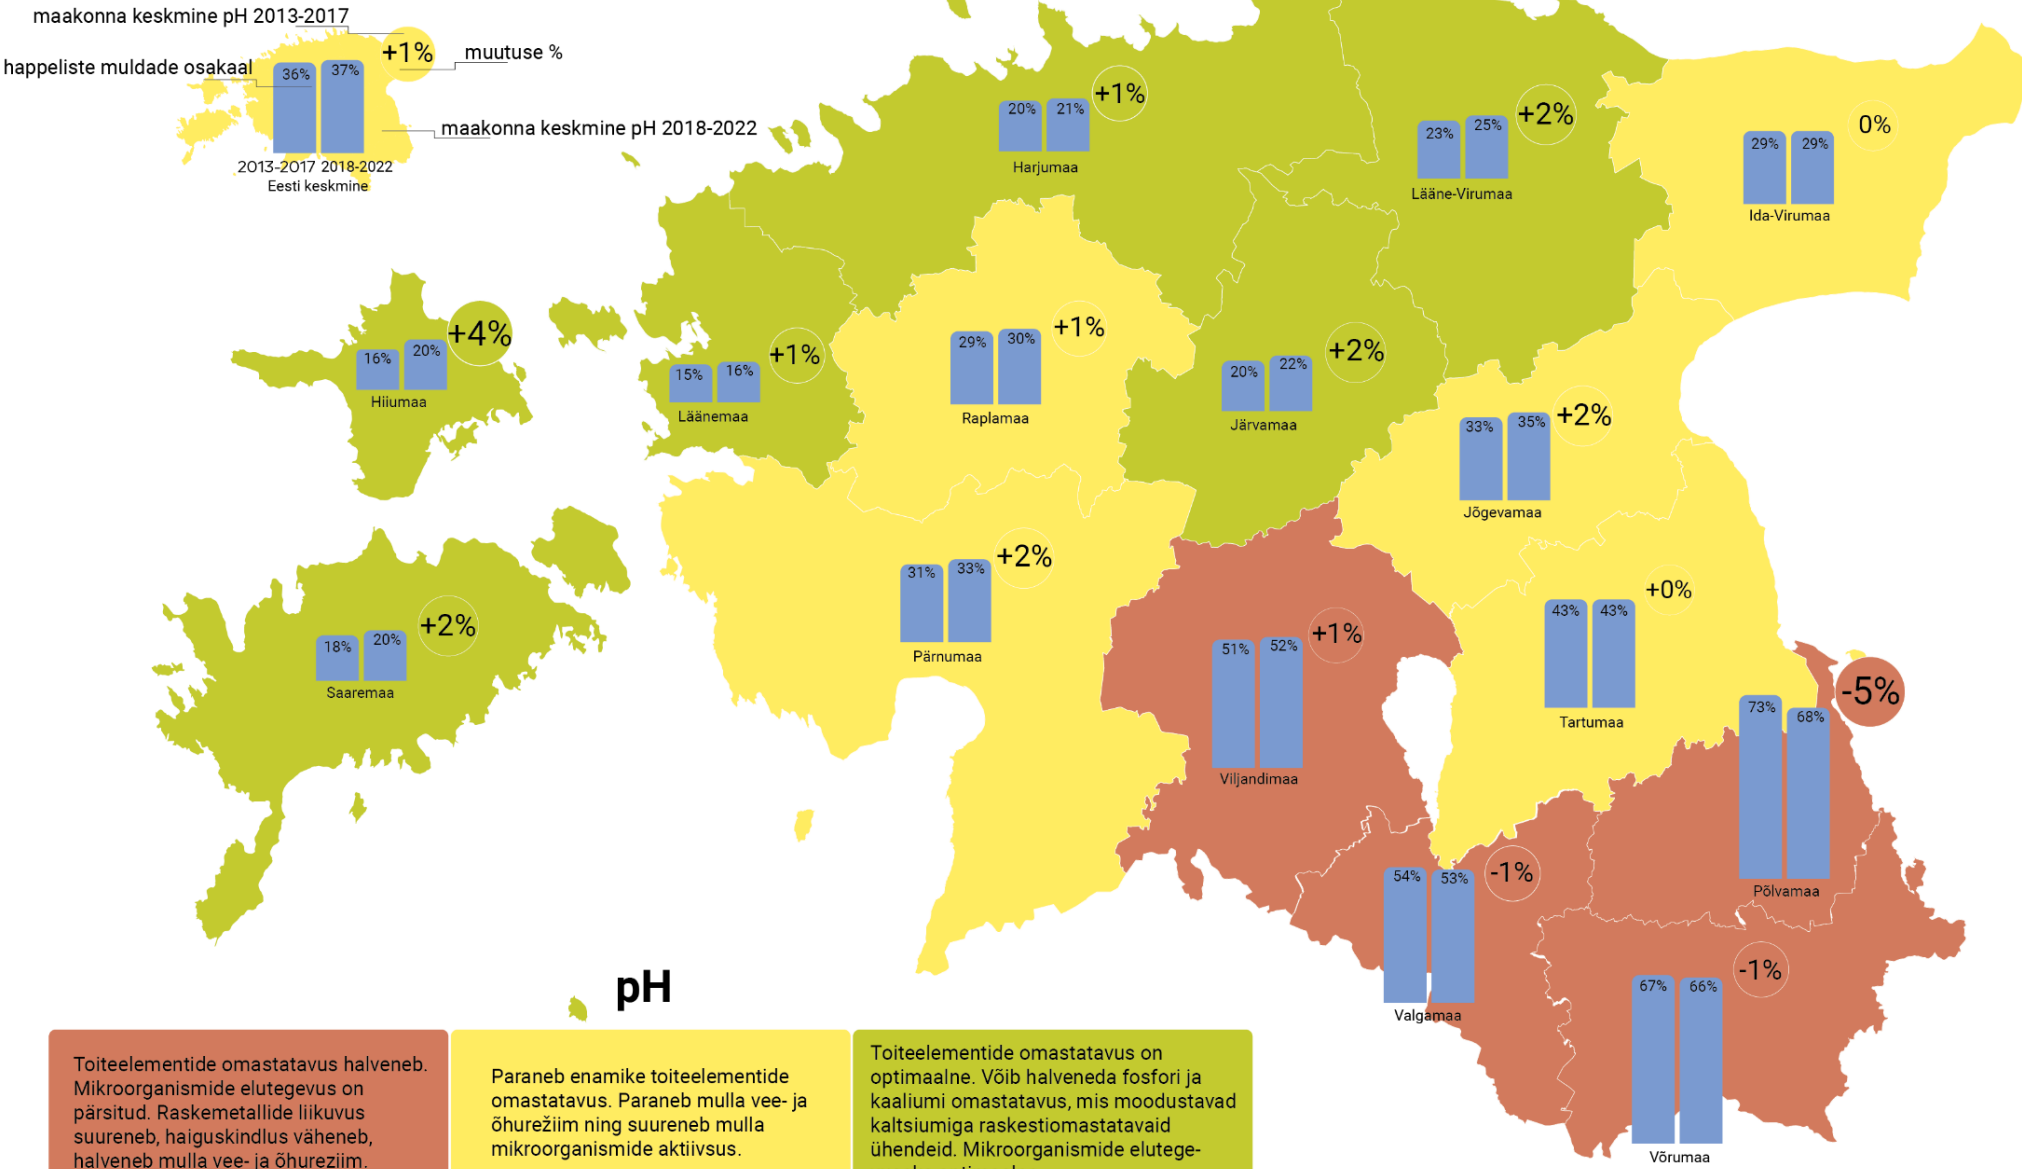 maakonna keskmine pH 2013-2017
+1%
muutuse %
happeliste muldade osakaal
36%
37%
maakonna keskmine pH 2018-2022
2013-2017 2018-2022
Eesti keskmine
20%
21%
+1%
Harjumaa
23%
25%
+2%
Lääne-Virumaa
29%
29%
0%
Ida-Virumaa
16%
20%
+4%
Hiiumaa
15%
16%
+1%
Läänemaa
29%
30%
+1%
Raplamaa
20%
22%
+2%
Järvamaa
33%
35%
+2%
Jõgevamaa
18%
20%
+2%
Saaremaa
31%
33%
+2%
Pärnumaa
51%
52%
+1%
Viljandimaa
43%
43%
+0%
Tartumaa
73%
68%
-5%
Põlvamaa
54%
53%
-1%
Valgamaa
67%
66%
-1%
Võrumaa
pH
Toiteelementide omastatavus halveneb.
Mikroorganismide elutegevus on
pärsitud. Raskemetallide liikuvus
suureneb, haiguskindlus väheneb,
halveneb mulla vee- ja õhureziim.
Paraneb enamike toiteelementide
omastatavus. Paraneb mulla vee- ja
õhurežiim ning suureneb mulla
mikroorganismide aktiivsus.
Toiteelementide omastatavus on
optimaalne. Võib halveneda fosfori ja
kaaliumi omastatavus, mis moodustavad
kaltsiumiga raskestiomastatavaid
ühendeid. Mikroorganismide elutege-